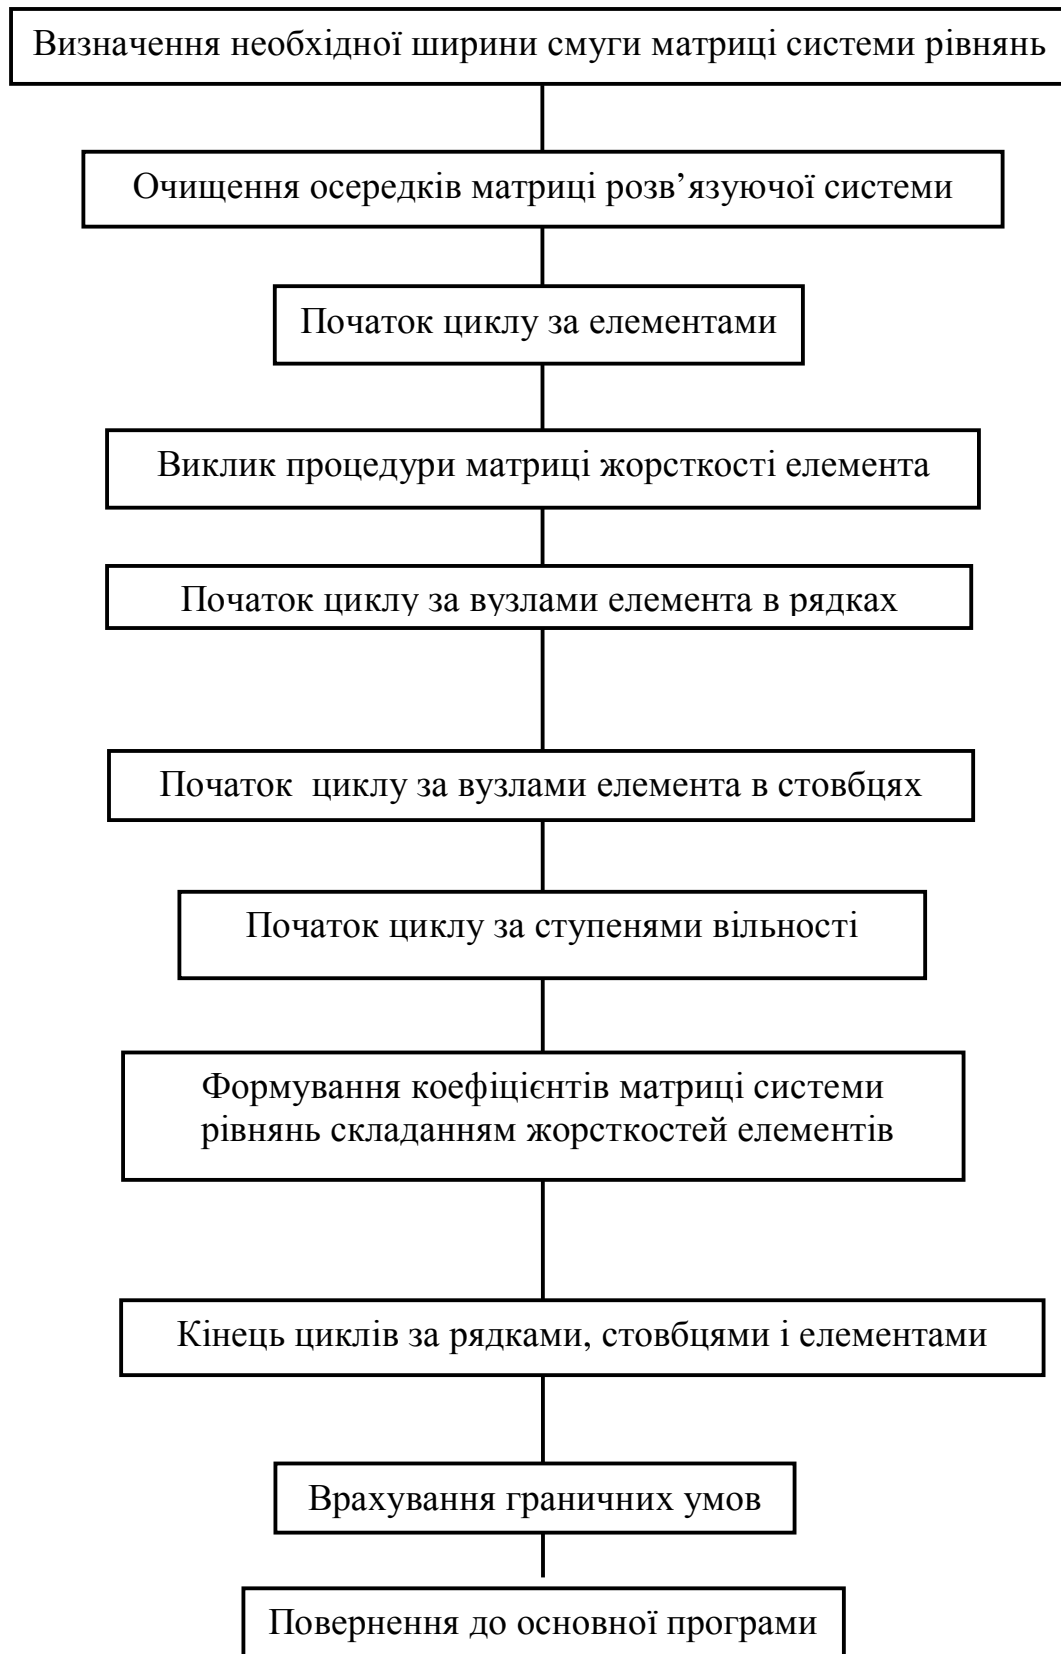 Визначення необхідної ширини смуги матриці системи рівнянь
Очищення осередків матриці розв’язуючої системи
Початок циклу за елементами
Виклик процедури матриці жорсткості елемента
Початок циклу за вузлами елемента в рядках
Початок циклу за вузлами елемента в стовбцях
Початок циклу за ступенями вільності
Формування коефіцієнтів матриці системи
рівнянь складанням жорсткостей елементів
Кінець циклів за рядками, стовбцями і елементами
Врахування граничних умов
Повернення до основної програми